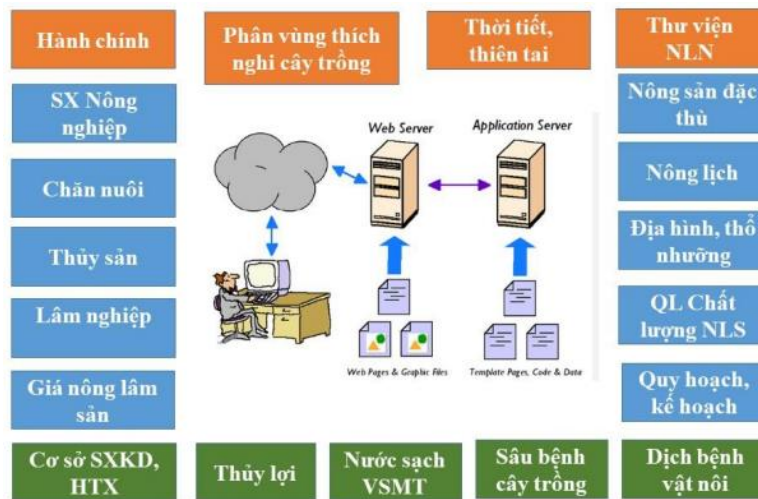 Hành chính
Phân vùng thích
nghi cây trồng
Thời tiết,
thiên tai
Thư viện
NLN
SX Nông
nghiệp
Chăn nuôi
Thủy sản
Lâm nghiệp
Giá nông lâm
sản
Web Server
Application Server
Web Pages & Graphic Files
Template Pages, Code & Data
Nông sản đặc
thù
Nông lịch
Địa hình, thổ
nhưỡng
QL Chất
lượng NLS
Quy hoạch,
kế hoạch
Cơ sở SXKD,
HTX
Thủy lợi
Nước sạch
VSMT
Sâu bệnh
cây trồng
Dịch bệnh
vật nôi